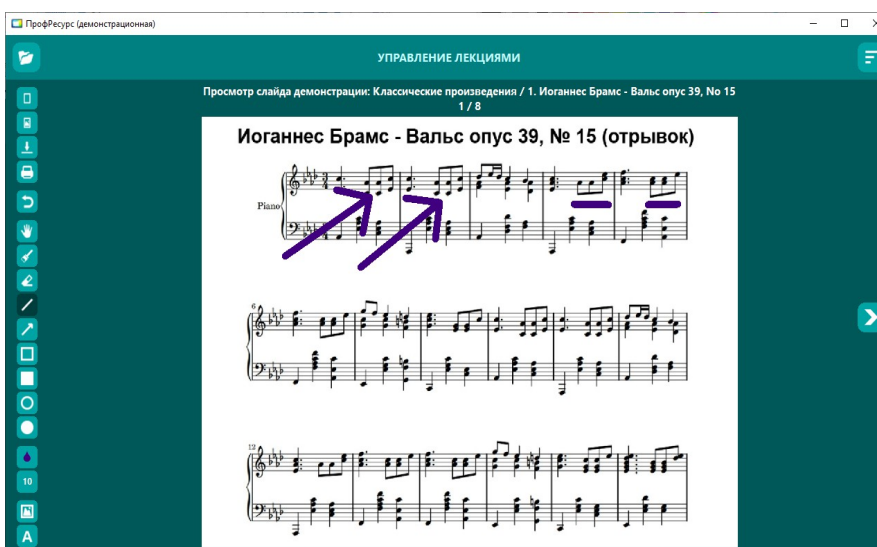 ПрофРесурс (демонстрационная)
УПРАВЛЕНИЕ ЛЕКЦИЯМИ
Просмотр слайда демонстрации: Классические произведения / 1. Иоганнес Брамс - Вальс опус 39, No 15
1 / 8
Иоганнес Брамс - Вальс опус 39, № 15 (отрывок)
Piano
6
12
10
A